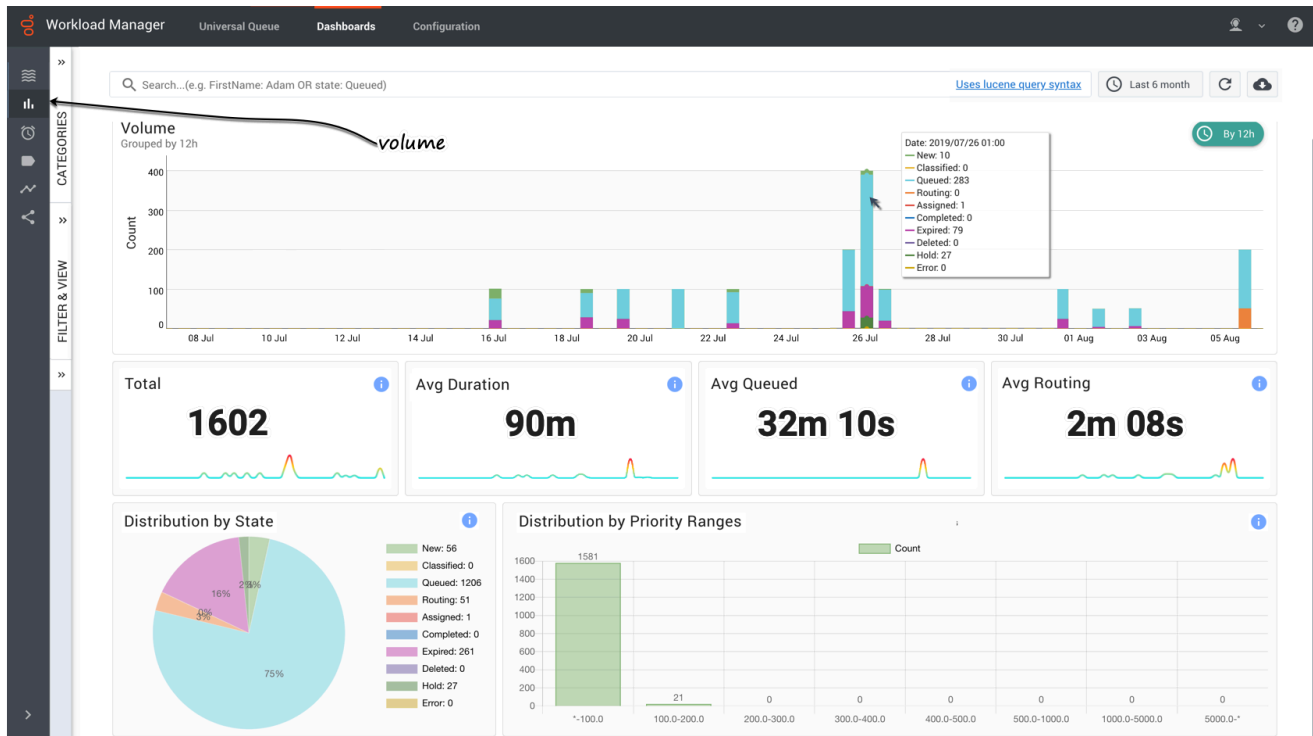 Workload Manager Universal Queue Dashboards Configuration
Search...(e.g. FirstName: Adam OR state: Queued) Uses lucene query syntax Last 6 month
CATEGORIES
FILTER & VIEW
volume
Volume
Grouped by 12h
By 12h
Date: 2019/07/26 01:00
New: 10
Classified: 0
Queued: 283
Routing: 0
Assigned: 1
Completed: 0
Expired: 79
Deleted: 0
Hold: 27
Error: 0
Count
400
300
200
100
0
08 Jul 10 Jul 12 Jul 14 Jul 16 Jul 18 Jul 20 Jul 22 Jul 24 Jul 26 Jul 28 Jul 30 Jul 01 Aug 03 Aug 05 Aug
Total
1602
Avg Duration
90m
Avg Queued
32m 10s
Avg Routing
2m 08s
Distribution by State
New: 56
Classified: 0
Queued: 1206
Routing: 51
Assigned: 1
Completed: 0
Expired: 261
Deleted: 0
Hold: 27
Error: 0
16%
0%
3%
75%
Distribution by Priority Ranges
Count
1600
1400
1200
1000
800
600
400
200
0
1581 21 0 0 0 0 0 0
*-100.0 100.0-200.0 200.0-300.0 300.0-400.0 400.0-500.0 500.0-1000.0 1000.0-5000.0 5000.0-*